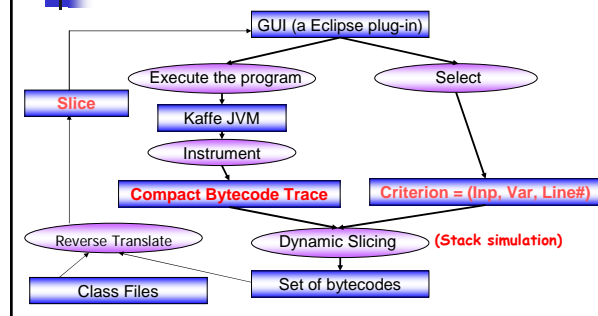 GUI (a Eclipse plug-in)
Execute the program
Select
Slice
Kaffe JVM
Instrument
Compact Bytecode Trace
Criterion = (Inp, Var, Line#)
Reverse Translate
Dynamic Slicing
(Stack simulation)
Class Files
Set of bytecodes